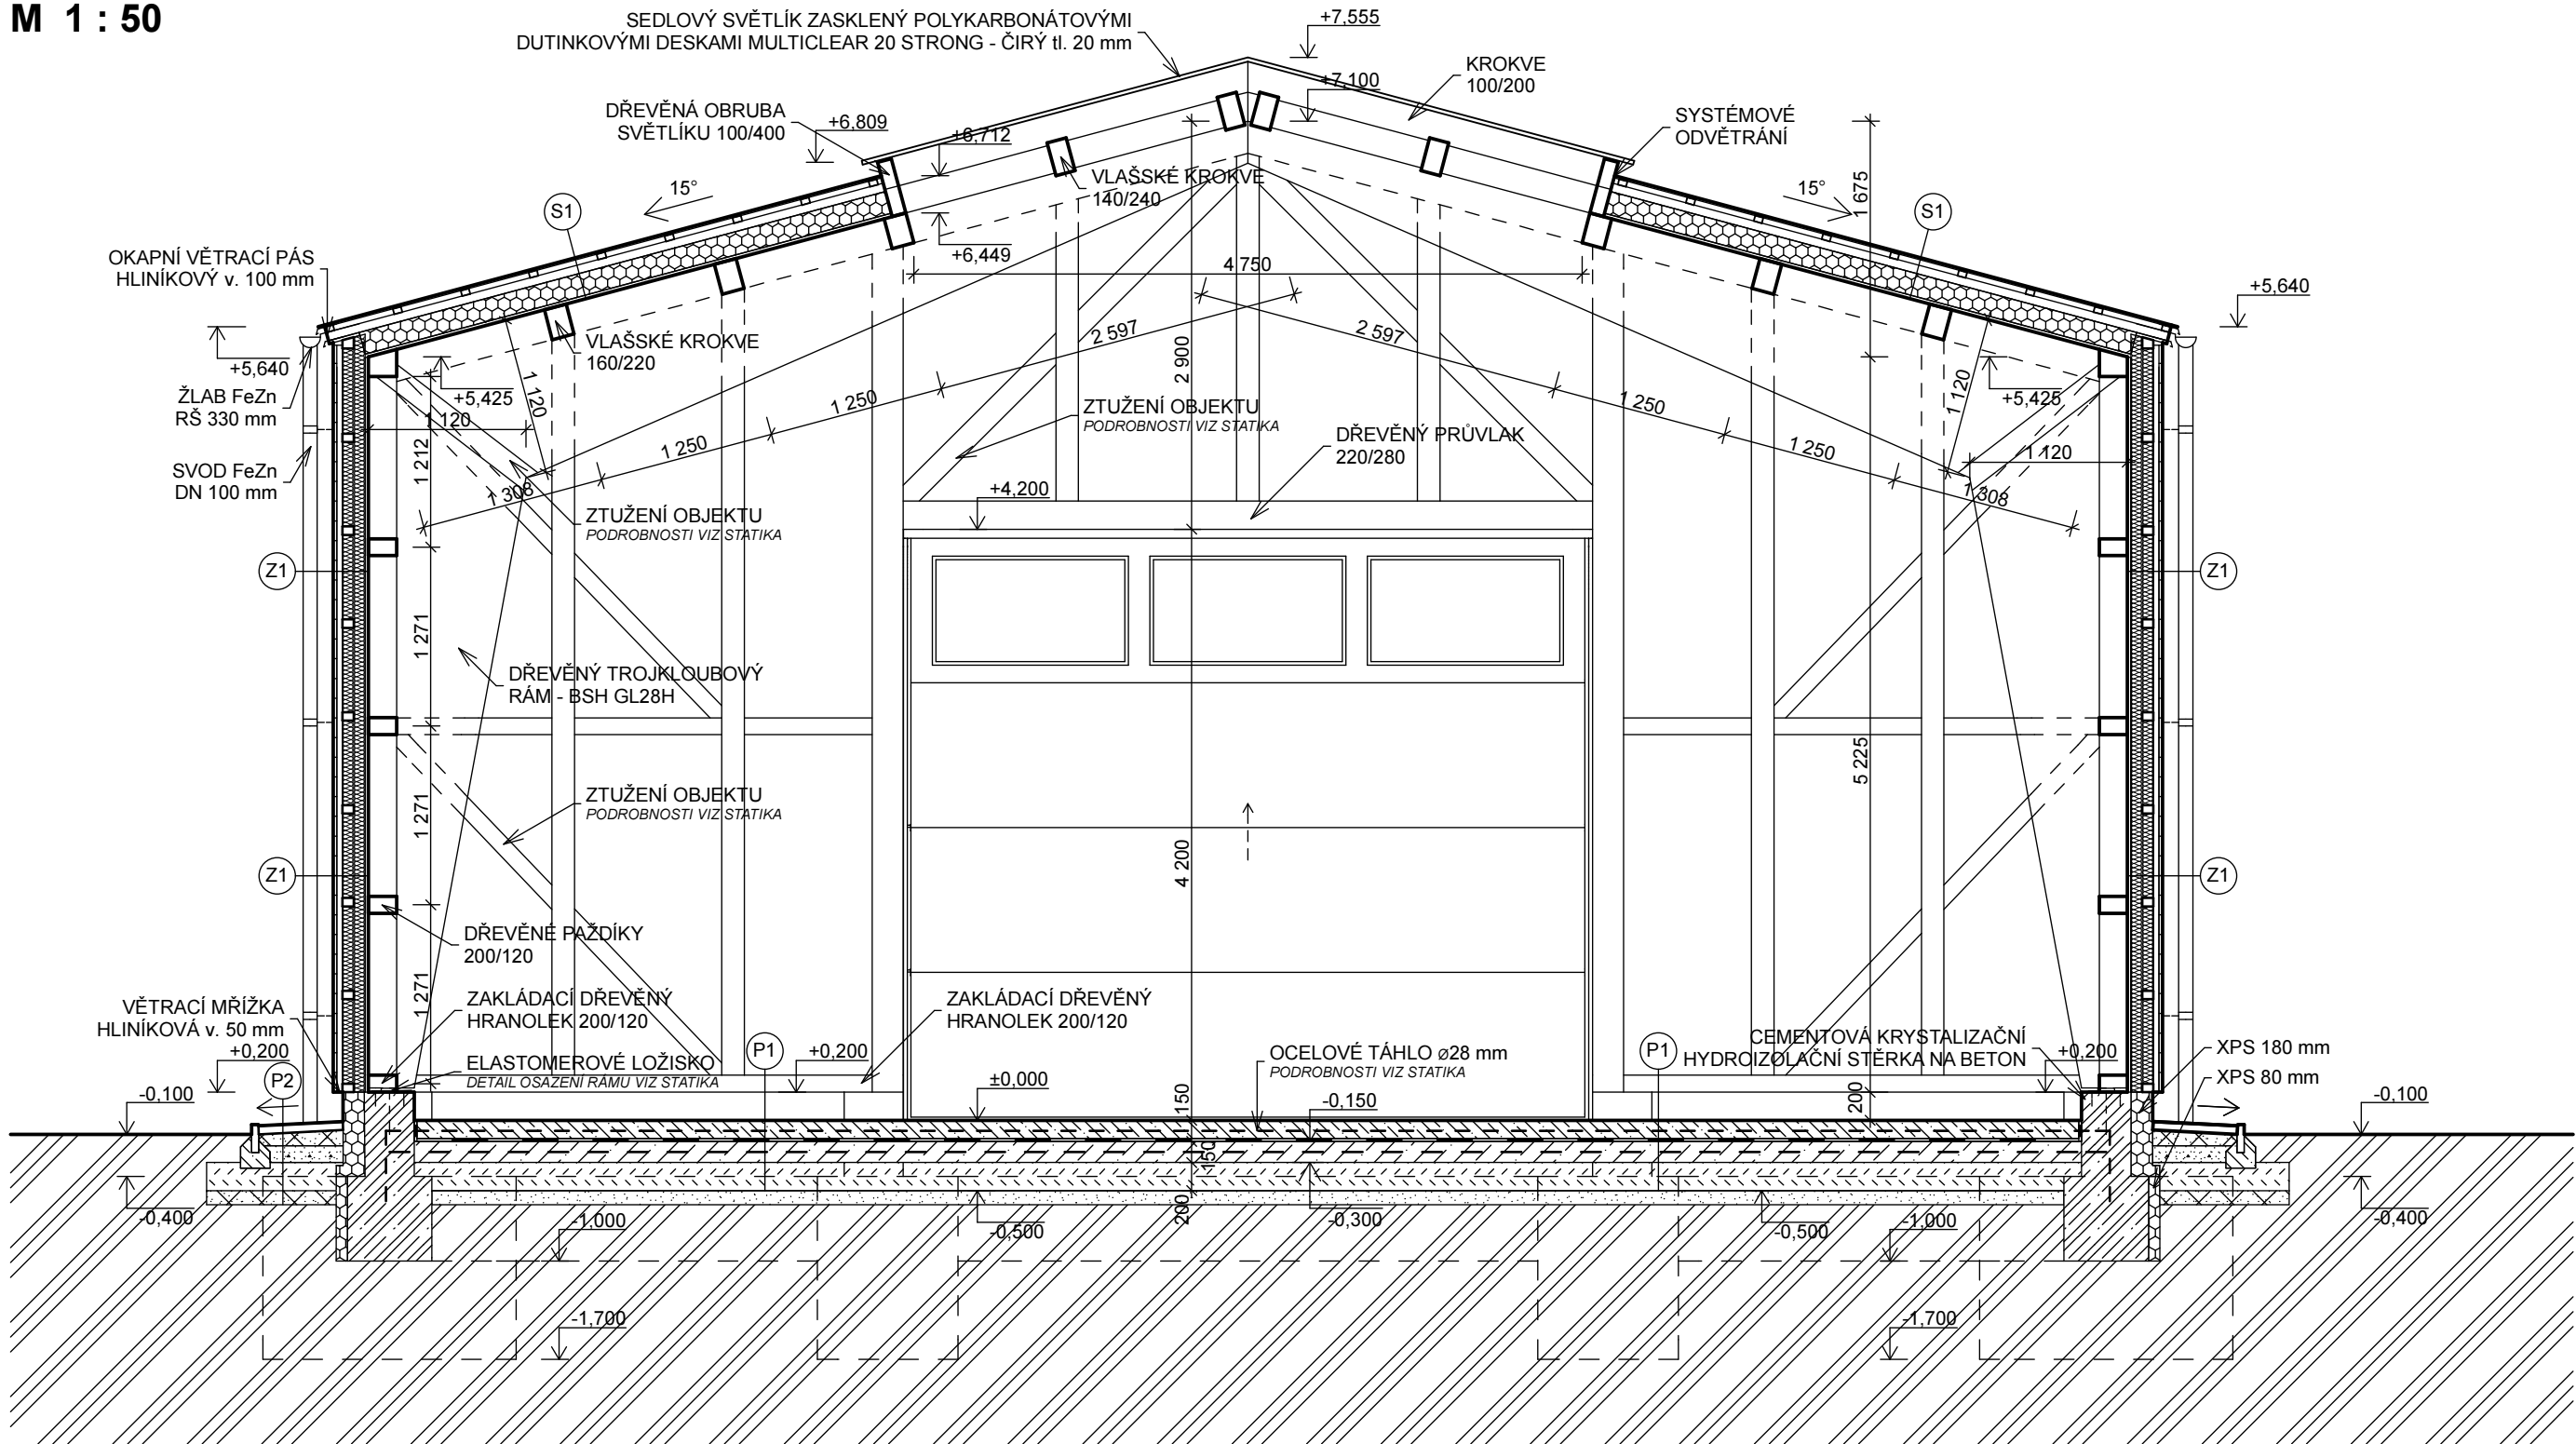 M 1 : 50
SEDLOVÝ SVĚTLÍK ZASKLENÝ POLYKARBONÁTOVÝMI
DUTINKOVÝMI DESKAMI MULTICLEAR 20 STRONG - ČIRÝ tl. 20 mm
+7,555
+7,100
KROKVE
100/200
DŘEVĚNÁ OBRUBA
SVĚTLÍKU 100/400
+6,809
+6,712
SYSTÉMOVÉ
ODVĚTRÁNÍ
VLAŠSKÉ KROKVE
140/240
15°
15°
1 675
S1
S1
OKAPNÍ VĚTRACÍ PÁS
HLINÍKOVÝ v. 100 mm
+6,449
4 750
+5,640
+5,640
VLAŠSKÉ KROKVE
160/220
2 597
2 597
2 900
ŽLAB FeZn
RŠ 330 mm
+5,425
+5,425
1 120
1 120
1 120
1 120
1 250
1 250
1 250
1 250
1 212
1 308
1 308
ZTUŽENÍ OBJEKTU
PODROBNOSTI VIZ STATIKA
DŘEVĚNÝ PRŮVLAK
220/280
SVOD FeZn
DN 100 mm
+4,200
ZTUŽENÍ OBJEKTU
PODROBNOSTI VIZ STATIKA
Z1
Z1
1 271
DŘEVĚNÝ TROJKLOUBOVÝ
RÁM - BSH GL28H
5 225
ZTUŽENÍ OBJEKTU
PODROBNOSTI VIZ STATIKA
1 271
4 200
Z1
Z1
DŘEVĚNÉ PAŽDÍKY
200/120
1 271
VĚTRACÍ MŘÍŽKA
HLINÍKOVÁ v. 50 mm
ZAKLÁDACÍ DŘEVĚNÝ
HRANOLEK 200/120
ZAKLÁDACÍ DŘEVĚNÝ
HRANOLEK 200/120
CEMENTOVÁ KRYSTALIZAČNÍ
HYDROIZOLAČNÍ STĚRKA NA BETON
XPS 180 mm
XPS 80 mm
+0,200
P2
ELASTOMEROVÉ LOŽISKO
DETAIL OSAZENÍ RÁMU VIZ STATIKA
P1
+0,200
OCELOVÉ TÁHLO ø28 mm
PODROBNOSTI VIZ STATIKA
P1
+0,200
-0,100
±0,000
150
-0,150
200
-0,100
150
-0,400
200
-1,000
-0,500
-0,300
-0,500
-1,000
-0,400
-1,700
-1,700